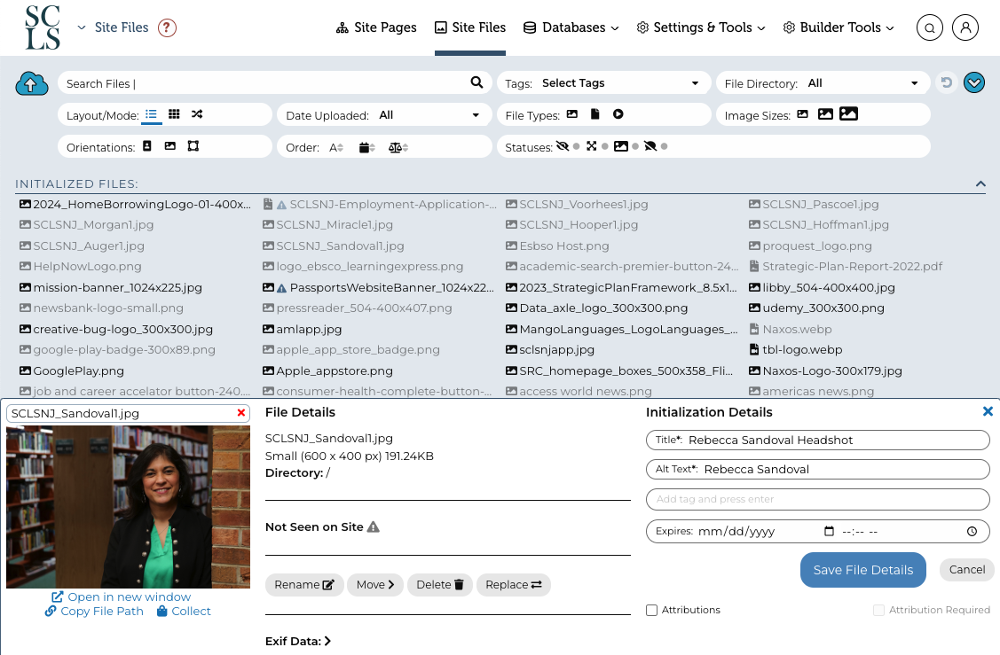 SC
LS
Site Files ?
Site Pages
Site Files
Databases
Settings & Tools
Builder Tools
Search Files |
Tags: Select Tags
File Directory: All
Layout/Mode:
Date Uploaded: All
File Types:
Image Sizes:
Orientations:
Order: A
Statuses:
INITIALIZED FILES:
2024_HomeBorrowingLogo-01-400x... SCLSNJ-Employment-Application-... SCLSNJ_Voorhees1.jpg SCLSNJ_Pascoe1.jpg
SCLSNJ_Morgan1.jpg SCLSNJ_Miracle1.jpg SCLSNJ_Hooper1.jpg SCLSNJ_Hoffman1.jpg
SCLSNJ_Auger1.jpg SCLSNJ_Sandoval1.jpg Esbso Host.png proquest_logo.png
HelpNowLogo.png logo_ebsco_learningexpress.png academic-search-premier-button-24... Strategic-Plan-Report-2022.pdf
mission-banner_1024x225.jpg PassportsWebsiteBanner_1024x22... 2023_StrategicPlanFramework_8.5x1... libby_504-400x400.jpg
newsbank-logo-small.png pressreader_504-400x407.png Data_axle_logo_300x300.png udemy_300x300.png
creative-bug-logo_300x300.jpg amlapp.jpg MangoLanguages_LogoLanguages_... Naxos.webp
google-play-badge-300x89.png apple_app_store_badge.png sclsnjapp.jpg tbl-logo.webp
GooglePlay.png Apple_appstore.png SRC_homepage_boxes_500x358_Fli... Naxos-Logo-300x179.jpg
job and career accelator button-240.... consumer-health-complete-button-... access world news.png americas news.png
SCLSNJ_Sandoval1.jpg
Open in new window
Copy File Path Collect
File Details
SCLSNJ_Sandoval1.jpg
Small (600 x 400 px) 191.24KB
Directory: /
Not Seen on Site
Rename Move Delete Replace
Exif Data:
Initialization Details
Title*: Rebecca Sandoval Headshot
Alt Text*: Rebecca Sandoval
Add tag and press enter
Expires: mm/dd/yyyy --:-- --
Save File Details Cancel
Attributions Attribution Required